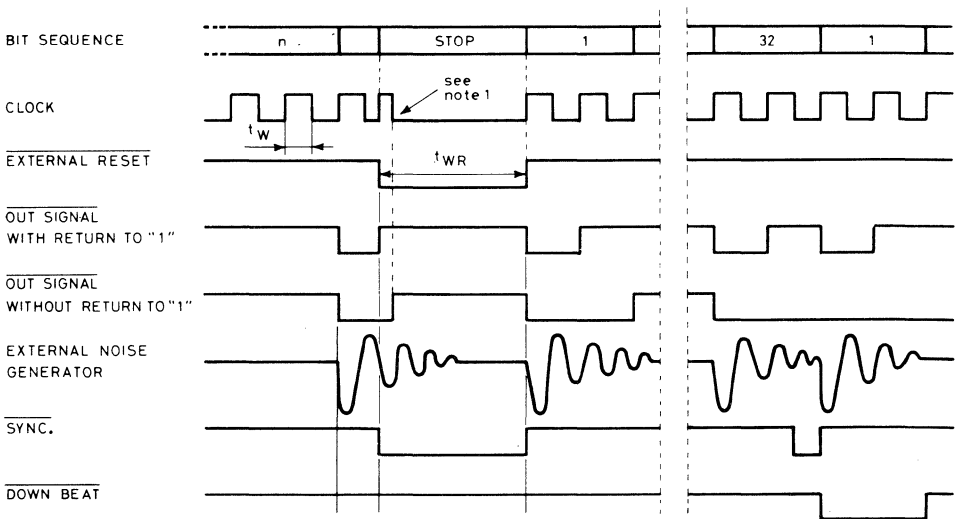 BIT SEQUENCE n . STOP 1 32 1
CLOCK
see
note 1
tW
EXTERNAL RESET
tWR
OUT SIGNAL
WITH RETURN TO "1"
OUT SIGNAL
WITHOUT RETURN TO "1"
EXTERNAL NOISE
GENERATOR
SYNC.
DOWN BEAT